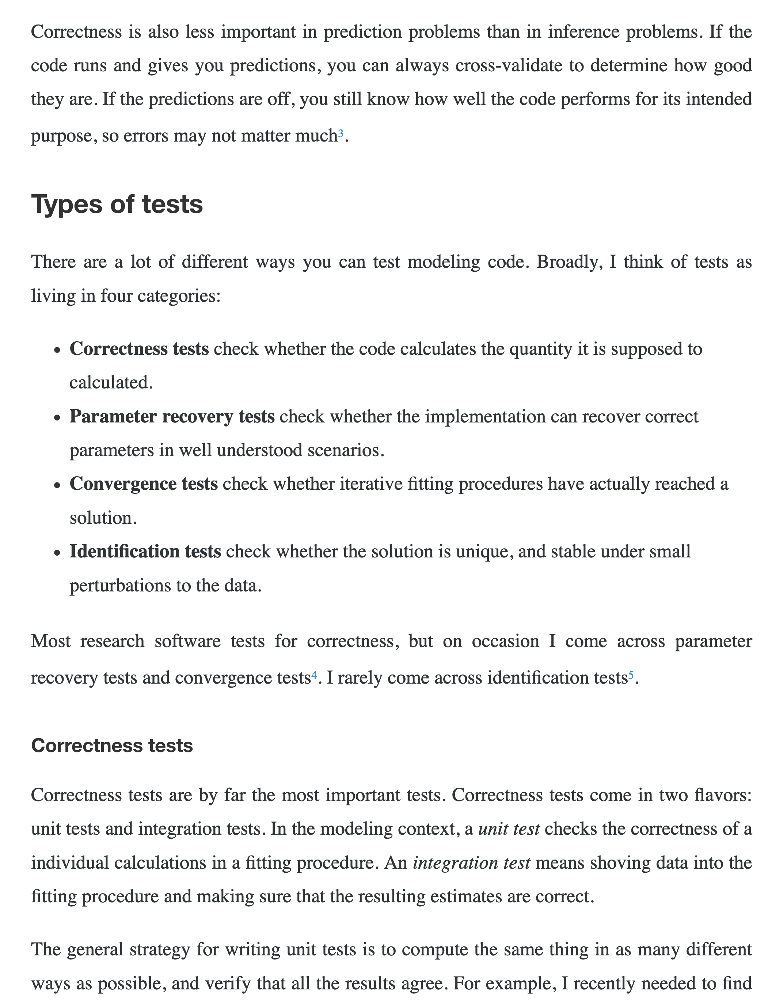 Correctness is also less important in prediction problems than in inference problems. If the
code runs and gives you predictions, you can always cross-validate to determine how good
they are. If the predictions are off, you still know how well the code performs for its intended
purpose, so errors may not matter much3.
Types of tests
There are a lot of different ways you can test modeling code. Broadly, I think of tests as
living in four categories:
• Correctness tests check whether the code calculates the quantity it is supposed to
calculated.
• Parameter recovery tests check whether the implementation can recover correct
parameters in well understood scenarios.
• Convergence tests check whether iterative fitting procedures have actually reached a
solution.
• Identification tests check whether the solution is unique, and stable under small
perturbations to the data.
Most research software tests for correctness, but on occasion I come across parameter
recovery tests and convergence tests4. I rarely come across identification tests5.
Correctness tests
Correctness tests are by far the most important tests. Correctness tests come in two flavors:
unit tests and integration tests. In the modeling context, a unit test checks the correctness of a
individual calculations in a fitting procedure. An integration test means shoving data into the
fitting procedure and making sure that the resulting estimates are correct.
The general strategy for writing unit tests is to compute the same thing in as many different
ways as possible, and verify that all the results agree. For example, I recently needed to find